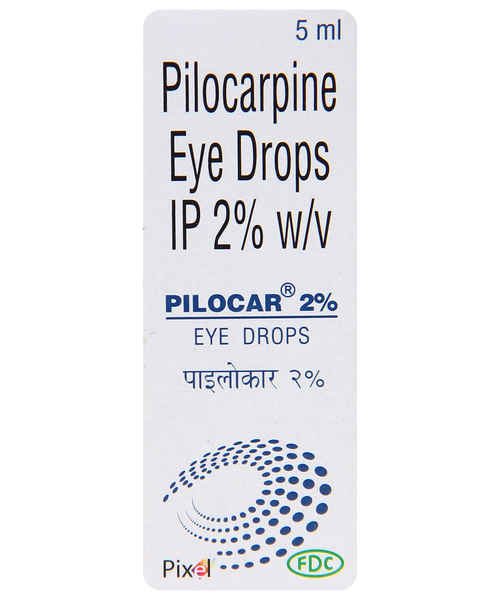 5 ml
Pilocarpine
Eye Drops
IP 2% w/v
PILOCAR® 2%
EYE DROPS
पाइलोकार २%
Pixel
FDC